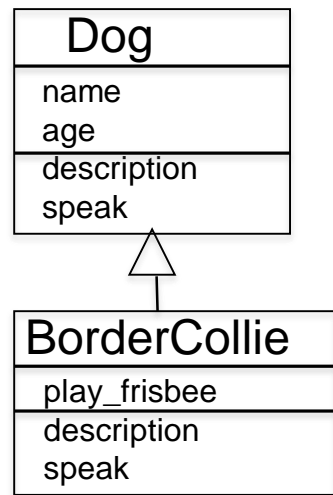 Dog
name
age
description
speak
BorderCollie
play_frisbee
description
speak